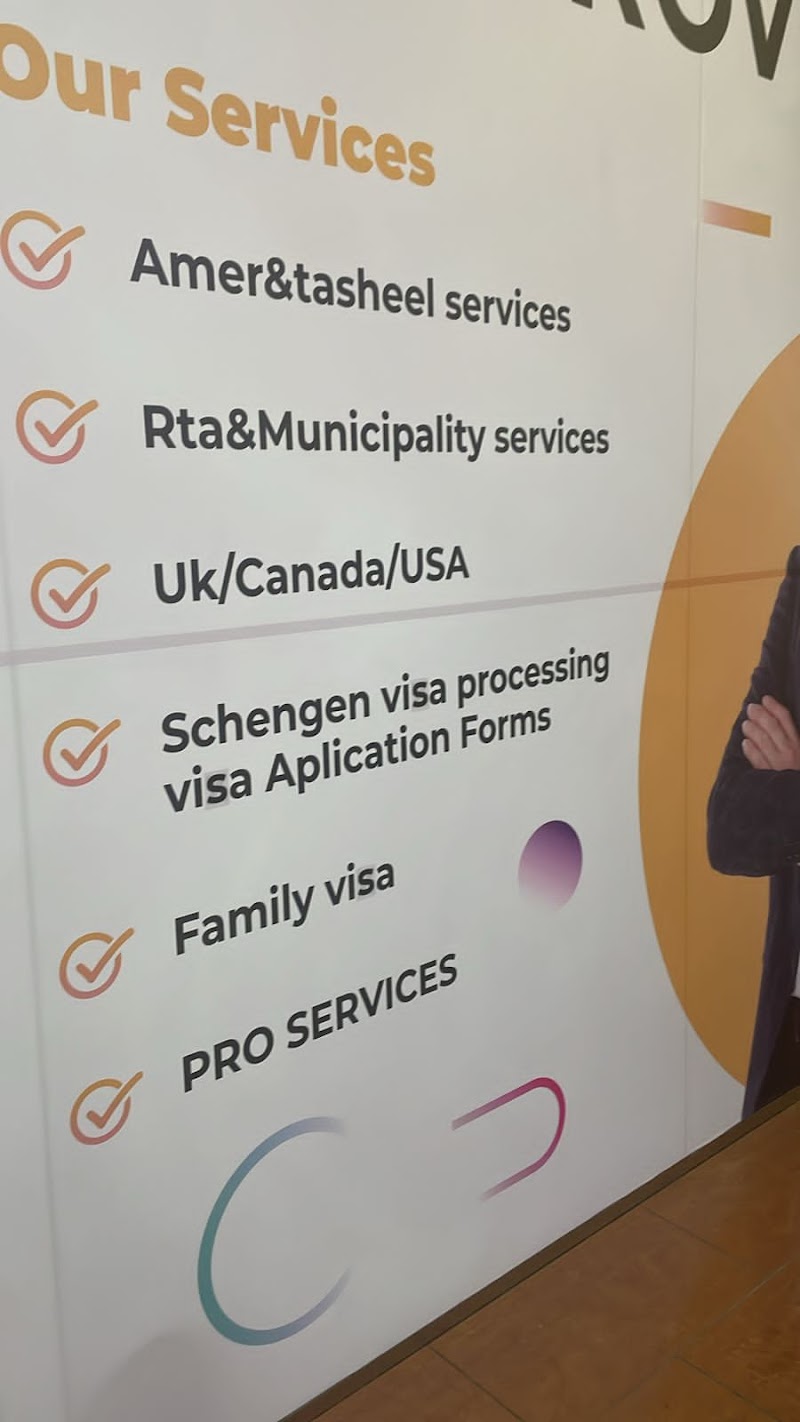 Our Services
Amer&tasheel services
Rta&Municipality services
Uk/Canada/USA
Schengen visa processing
visa Aplication Forms
Family visa
PRO SERVICES